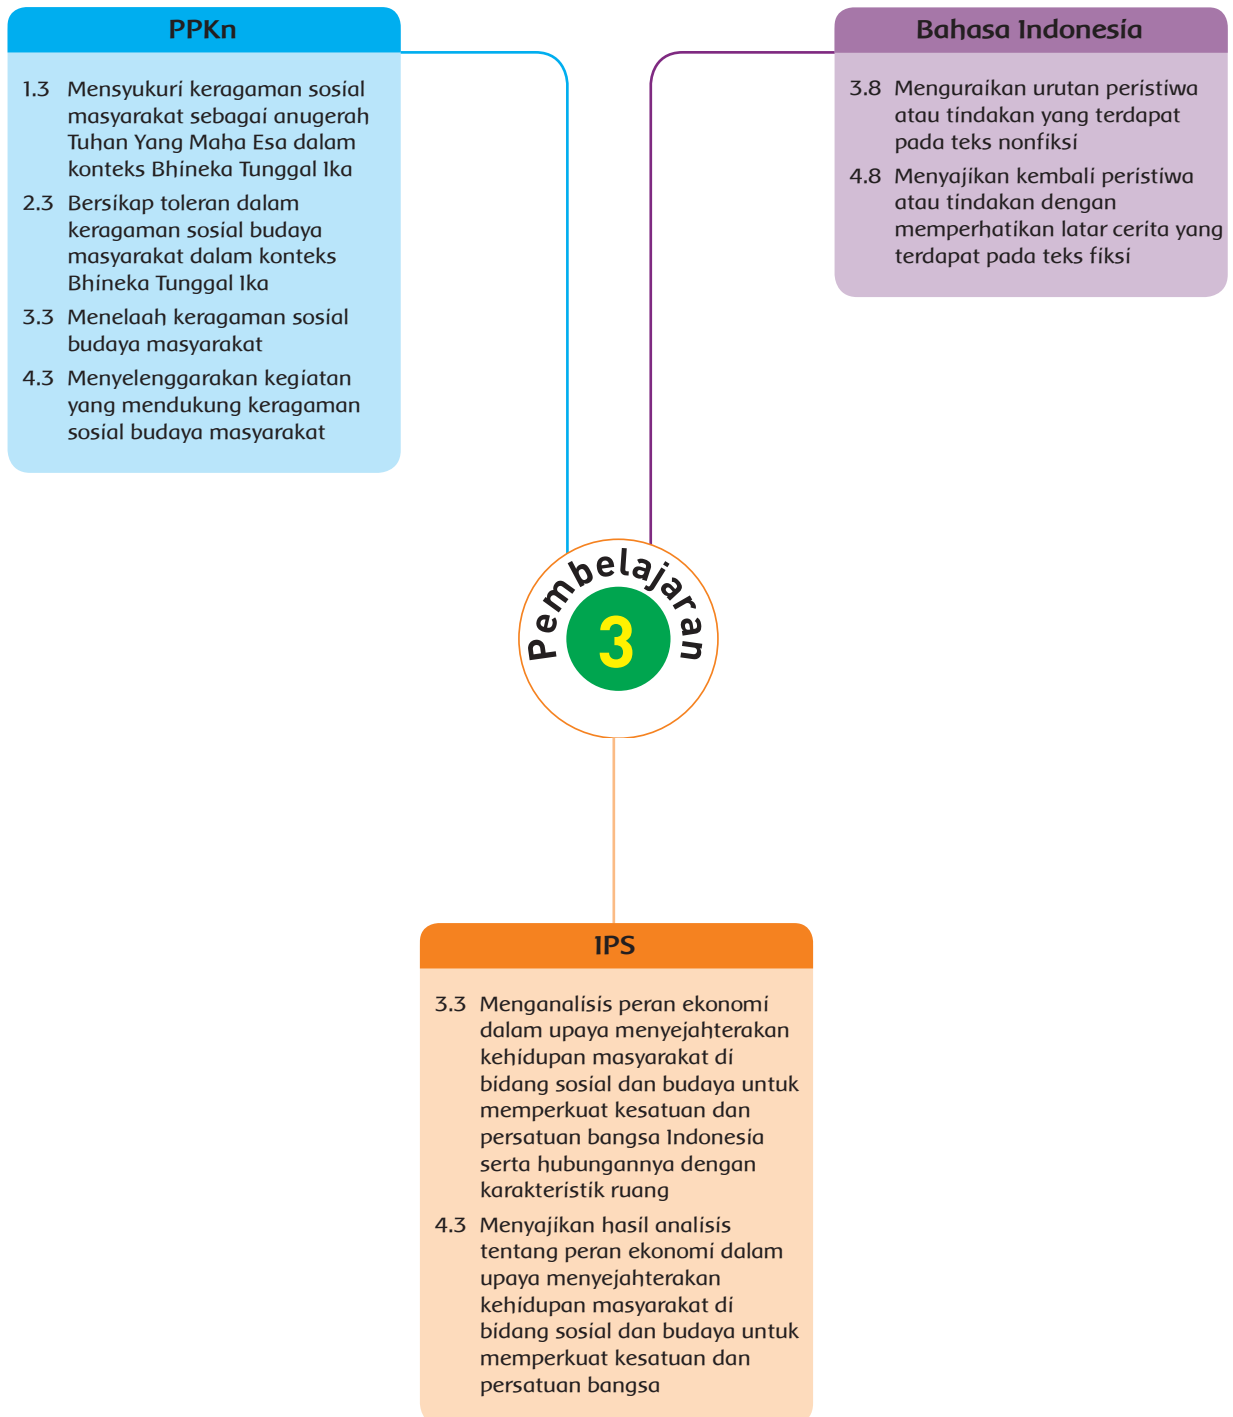 PPKn
1.3 Mensyukuri keragaman sosial
masyarakat sebagai anugerah
Tuhan Yang Maha Esa dalam
konteks Bhineka Tunggal Ika
2.3 Bersikap toleran dalam
keragaman sosial budaya
masyarakat dalam konteks
Bhineka Tunggal Ika
3.3 Menelaah keragaman sosial
budaya masyarakat
4.3 Menyelenggarakan kegiatan
yang mendukung keragaman
sosial budaya masyarakat
Bahasa Indonesia
3.8 Menguraikan urutan peristiwa
atau tindakan yang terdapat
pada teks nonfiksi
4.8 Menyajikan kembali peristiwa
atau tindakan dengan
memperhatikan latar cerita yang
terdapat pada teks fiksi
Pembelajaran
3
IPS
3.3 Menganalisis peran ekonomi
dalam upaya menyejahterakan
kehidupan masyarakat di
bidang sosial dan budaya untuk
memperkuat kesatuan dan
persatuan bangsa Indonesia
serta hubungannya dengan
karakteristik ruang
4.3 Menyajikan hasil analisis
tentang peran ekonomi dalam
upaya menyejahterakan
kehidupan masyarakat di
bidang sosial dan budaya untuk
memperkuat kesatuan dan
persatuan bangsa